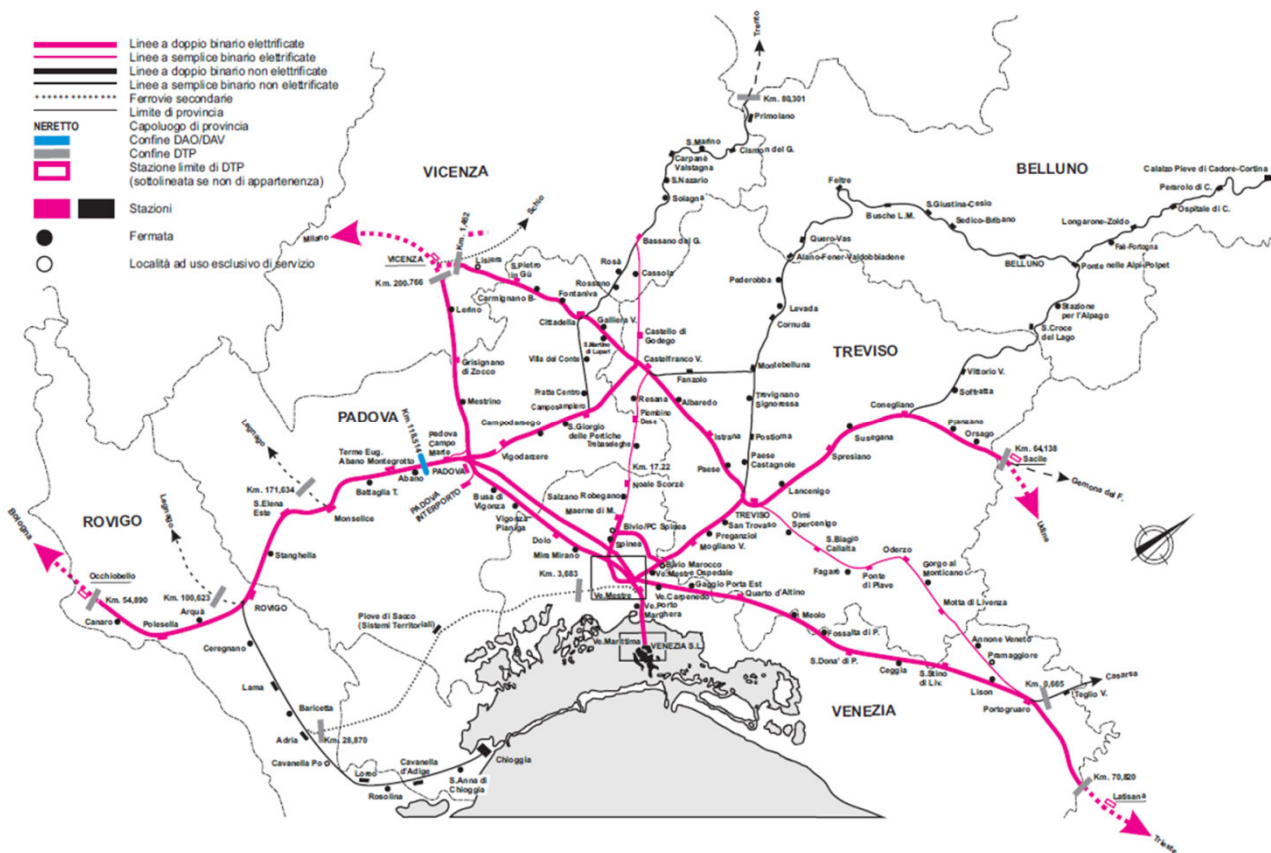 Linee a doppio binario elettrificate
Linee a semplice binario elettrificate
Linee a doppio binario non elettrificate
Linee a semplice binario non elettrificate
Ferrovie secondarie
Limite di provincia
NERETTO Capoluogo di provincia
Confine DAO/DAV
Confine DTP
Stazione limite di DTP
(sottolineata se non di appartenenza)
Stazioni
Fermata
Località ad uso esclusivo di servizio
Trento
Km. 80,301
Primolano
S.Marino
Cismon del G.
Carpanè
Valstagna
S.Nazario
Solagna
VICENZA
Schio
Milano
Km. 1,462
VICENZA
Lisiera
Km. 200,766
S.Pietro
in Gù
Carmignano B.
Fontaniva
Cittadella
Rossano
Rosà
Bassano del G.
Cassola
Galliera V.
S.Martino
di Lupari
Castello di
Godego
Castelfranco V.
Villa del Conte
Fratte Centro
Camposampiero
Lerino
Grisignano
di Zocco
Mestrino
BELLUNO
Calalzo Pieve di Cadore-Cortina
Perarolo di C.
Ospitale di C.
Longarone-Zoldo
Faè-Fortogna
Ponte nelle Alpi-Polpet
BELLUNO
Feltre
Busche L.M.
S.Giustina-Cesio
Sedico-Bribano
Quero-Vas
Alano-Fener-Valdobbiadene
Pederobba
Levada
Cornuda
Stazione
per l'Alpago
S.Croce
del Lago
TREVISO
Vittorio V.
Soffratta
Conegliano
Pianzano
Orsago
Km. 64,138
Sacile
Gemona del F.
Udine
Montebelluna
Fanzolo
Trevignano
Signoressa
Postioma
Paese
Castagnole
Albaredo
Istrana
Paese
Resana
Piombino
Dese
Trebaseleghe
Km. 17.22
Noale Scorzè
Susegana
Spresiano
Lancenigo
TREVISO
San Trovaso
Preganziol
Mogliano V.
Olmi
Spercenigo
S.Biagio
Callalta
Fagarè
Ponte
di Piave
Oderzo
Gorgo al
Monticano
Motta di Livenza
Annone Veneto
Pramaggiore
Lison
Portogruaro
Km. 0,665
Teglio V.
Casarsa
Km. 70,820
Latisana
Trieste
PADOVA
Km 118,514
Padova
Campo
Marte
PADOVA
PADOVA
INTERPORTO
Vigodarzere
Campodarsego
S.Giorgio
delle Pertiche
Legnago
Terme Eug.
Abano Montegrotto
Abano
Battaglia T.
Monselice
Km. 171,634
S.Elena
Este
Stanghella
Busa di
Vigonza
Vigonza-
Pianiga
Dolo
Mira Mirano
Salzano Robegano
Maerne di M.
Bivio/PC Spinea
Spinea
Bivio Marocco
Ve.Mestre Ospedale
Gaggio Porta Est
Ve.Carpenedo
Ve.Mestre
Ve.Porto
Marghera
Ve.Marittima
VENEZIA S.L.
Quarto d'Altino
Meolo
Fossalta di P.
S.Dona' di P.
Ceggia
S.Stino
di Liv.
VENEZIA
Km. 3,683
Piove di Sacco
(Sistemi Territoriali)
ROVIGO
Legnago
Bologna
Occhiobello
Km. 54,890
Canaro
Polesella
Km. 100,623
Arquà
ROVIGO
Ceregnano
Lama
Baricetta
Adria
Km. 28,870
Cavanella Po
Loreo
Rosolina
Cavanella
d'Adige
S.Anna di
Chioggia
Chioggia